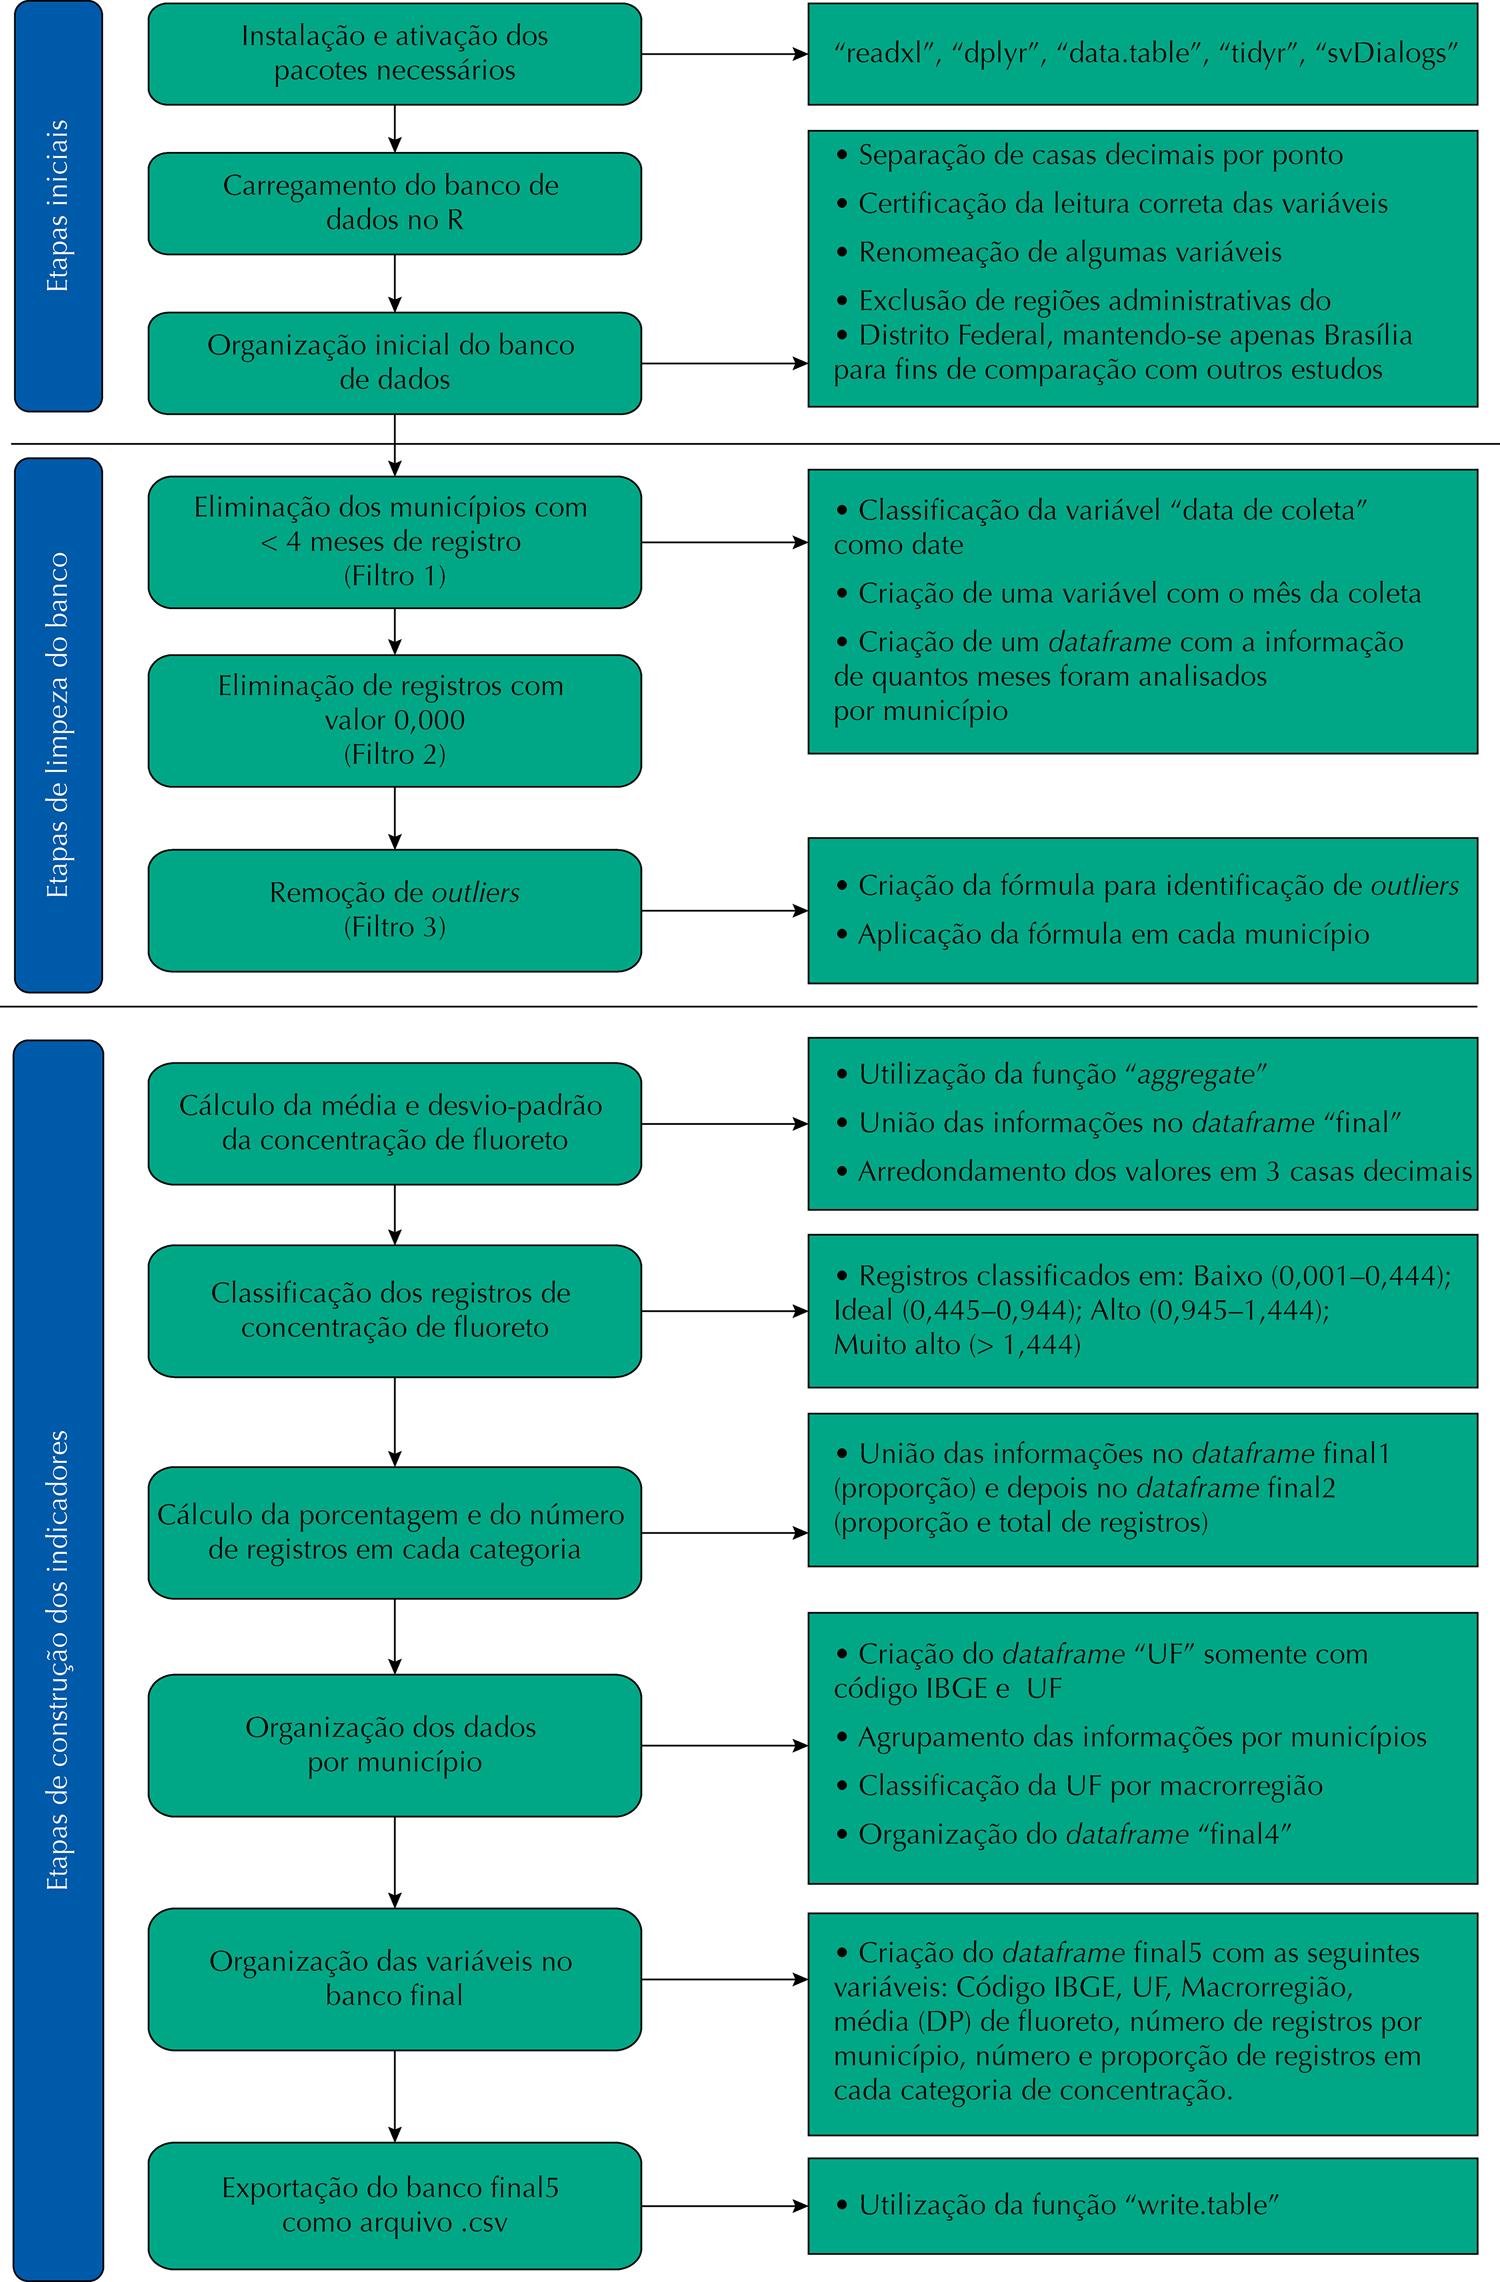 Etapas iniciais
Instalação e ativação dos
pacotes necessários
“readxl”, “dplyr”, “data.table”, “tidyr”, “svDialogs”
Carregamento do banco de
dados no R
Organização inicial do banco
de dados
• Separação de casas decimais por ponto
• Certificação da leitura correta das variáveis
• Renomeação de algumas variáveis
• Exclusão de regiões administrativas do
• Distrito Federal, mantendo-se apenas Brasília
para fins de comparação com outros estudos
Etapas de limpeza do banco
Eliminação dos municípios com
< 4 meses de registro
(Filtro 1)
• Classificação da variável “data de coleta”
como date
• Criação de uma variável com o mês da coleta
• Criação de um dataframe com a informação
de quantos meses foram analisados
por município
Eliminação de registros com
valor 0,000
(Filtro 2)
Remoção de outliers
(Filtro 3)
• Criação da fórmula para identificação de outliers
• Aplicação da fórmula em cada município
Etapas de construção dos indicadores
Cálculo da média e desvio-padrão
da concentração de fluoreto
• Utilização da função “aggregate”
• União das informações no dataframe “final”
• Arredondamento dos valores em 3 casas decimais
Classificação dos registros de
concentração de fluoreto
• Registros classificados em: Baixo (0,001–0,444);
Ideal (0,445–0,944); Alto (0,945–1,444);
Muito alto (> 1,444)
Cálculo da porcentagem e do número
de registros em cada categoria
• União das informações no dataframe final1
(proporção) e depois no dataframe final2
(proporção e total de registros)
Organização dos dados
por município
• Criação do dataframe “UF” somente com
código IBGE e UF
• Agrupamento das informações por municípios
• Classificação da UF por macrorregião
• Organização do dataframe “final4”
Organização das variáveis no
banco final
• Criação do dataframe final5 com as seguintes
variáveis: Código IBGE, UF, Macrorregião,
média (DP) de fluoreto, número de registros por
município, número e proporção de registros em
cada categoria de concentração.
Exportação do banco final5
como arquivo .csv
• Utilização da função “write.table”